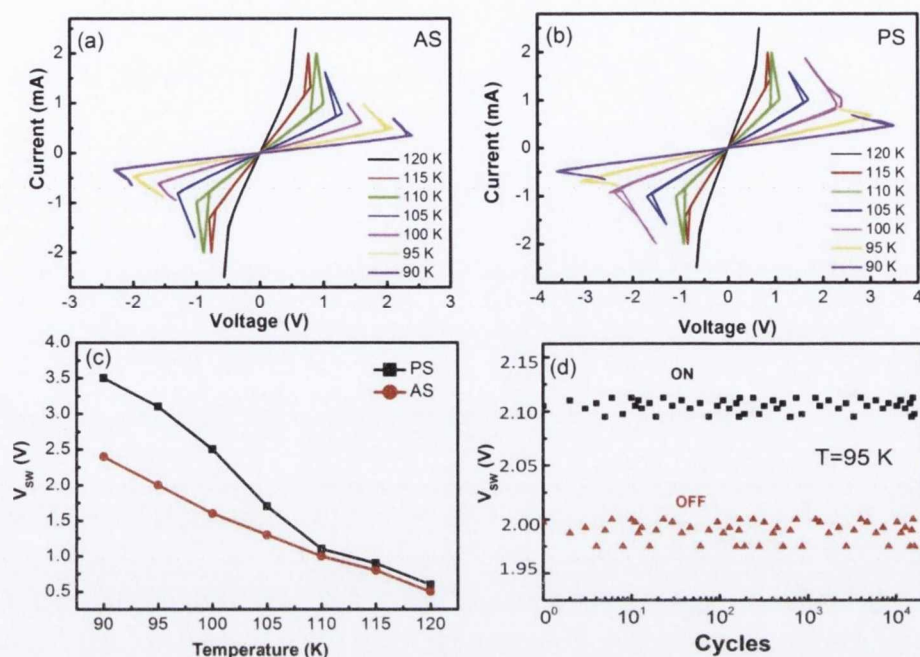 (a)
AS
Current (mA)
2
1
0
-1
-2
120 K
115 K
110 K
105 K
100 K
95 K
90 K
-3
-2
-1
0
1
2
3
Voltage (V)
(b)
PS
Current (mA)
2
1
0
-1
-2
120 K
115 K
110 K
105 K
100 K
95 K
90 K
-4
-3
-2
-1
0
1
2
3
4
Voltage (V)
(c)
PS
AS
V_sw (V)
4.0
3.5
3.0
2.5
2.0
1.5
1.0
0.5
90
95
100
105
110
115
120
Temperature (K)
(d)
ON
T=95 K
OFF
V_sw (V)
2.15
2.10
2.05
2.00
1.95
10^0
10^1
10^2
10^3
10^4
Cycles